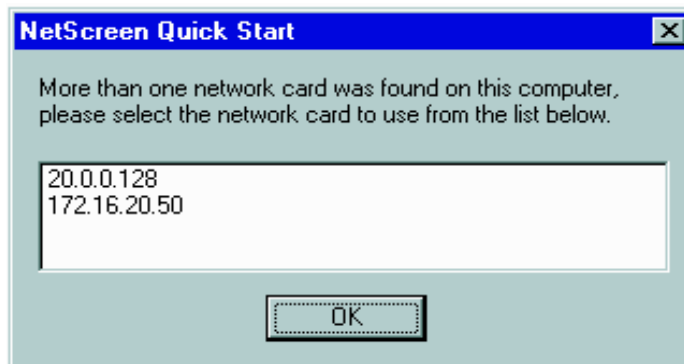 NetScreen Quick Start
More than one network card was found on this computer,
please select the network card to use from the list below.
20.0.0.128
172.16.20.50
OK